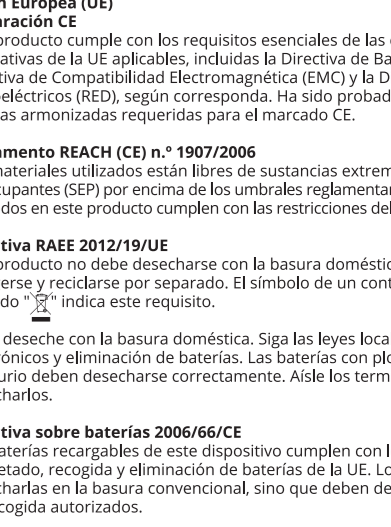 n Europea (UE)
aración CE
producto cumple con los requisitos esenciales de las
ativas de la UE aplicables, incluidas la Directiva de Ba
tiva de Compatibilidad Electromagnética (EMC) y la D
eléctricos (RED), según corresponda. Ha sido probad
as armonizadas requeridas para el marcado CE.
amento REACH (CE) n.º 1907/2006
materiales utilizados están libres de sustancias extrem
cupantes (SEP) por encima de los umbrales reglamentar
dos en este producto cumplen con las restricciones del
tiva RAEE 2012/19/UE
producto no debe desecharse con la basura doméstic
erse y reciclarse por separado. El símbolo de un cont
do " " indica este requisito.
deseche con la basura doméstica. Siga las leyes loca
rónicos y eliminación de baterías. Las baterías con plo
urio deben desecharse correctamente. Aísle los term
charlos.
tiva sobre baterías 2006/66/CE
aterías recargables de este dispositivo cumplen con l
etado, recogida y eliminación de baterías de la UE. Lo
charlas en la basura convencional, sino que deben de
cogida autorizados.